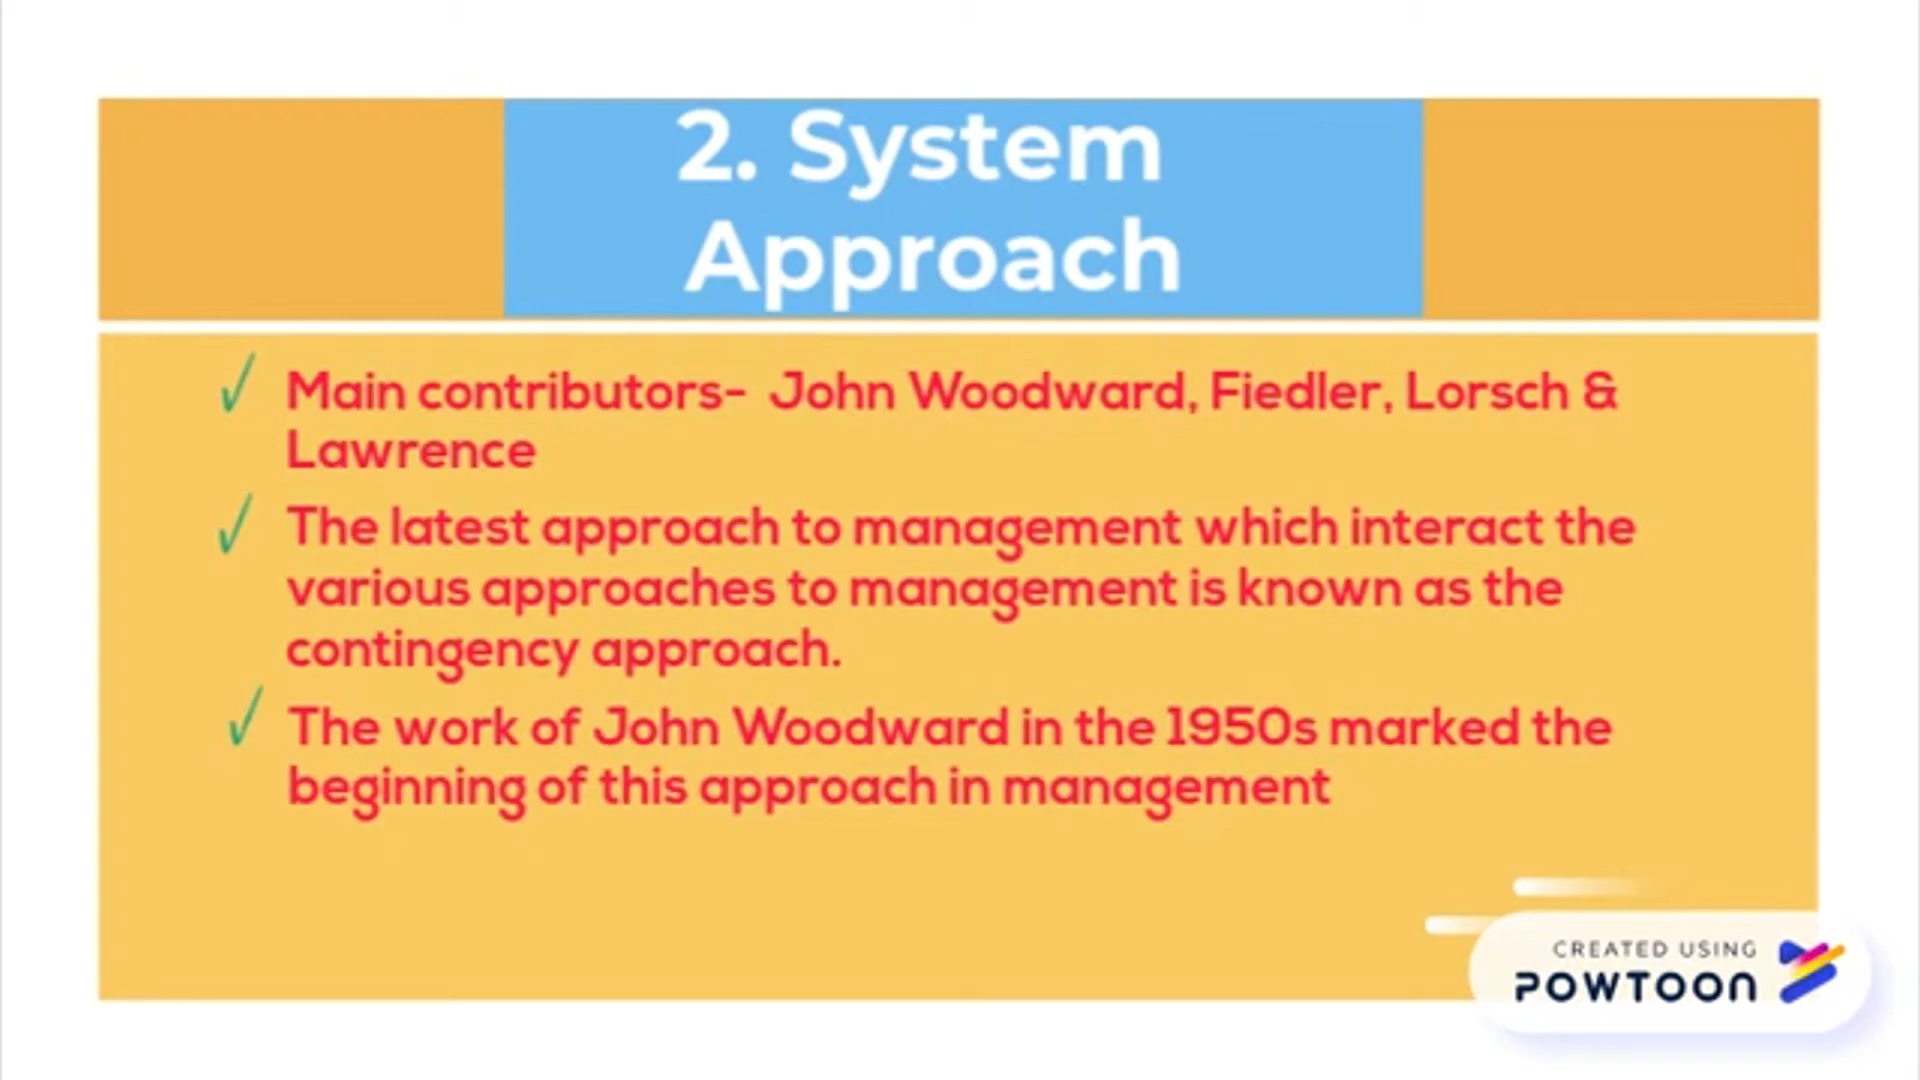 2. System
Approach
✓ Main contributors- John Woodward, Fiedler, Lorsch &
Lawrence
✓ The latest approach to management which interact the
various approaches to management is known as the
contingency approach.
✓ The work of John Woodward in the 1950s marked the
beginning of this approach in management
CREATED USING
POWTOON